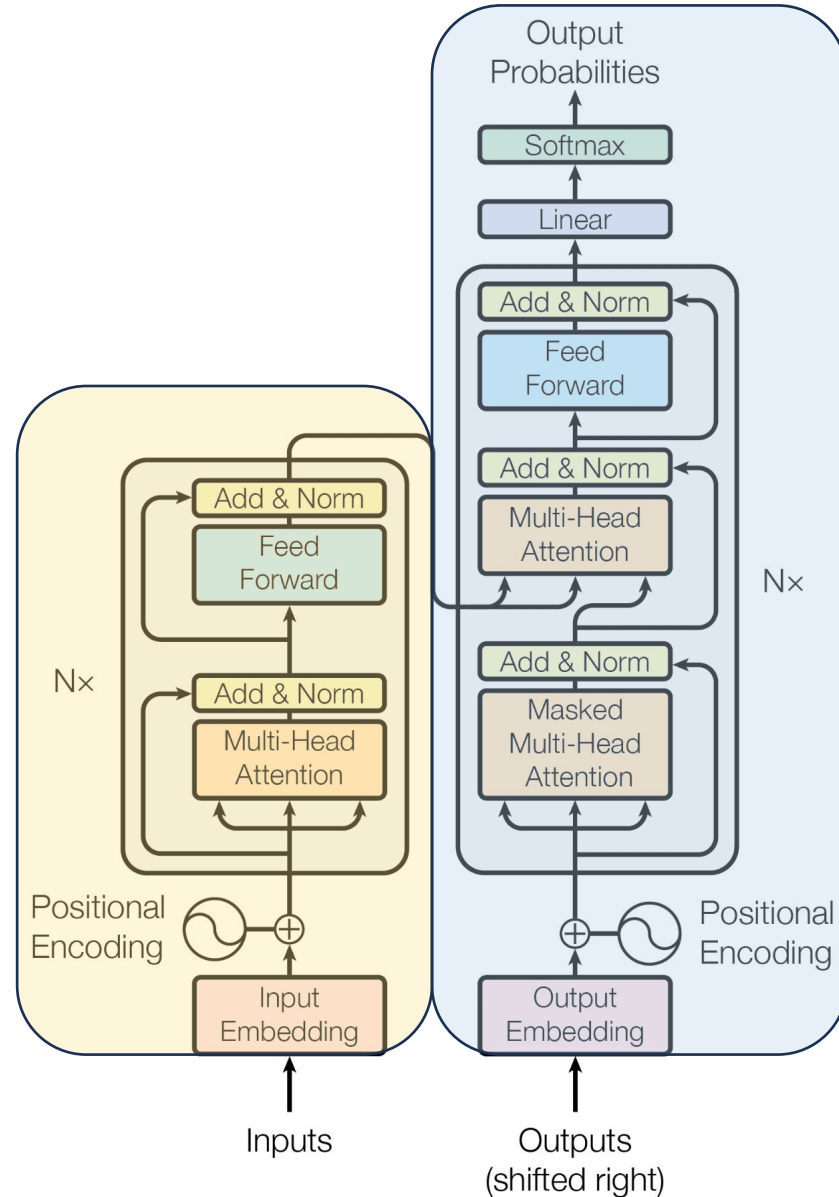 Output
Probabilities
Softmax
Linear
Add & Norm
Feed
Forward
Add & Norm
Multi-Head
Attention
Add & Norm
Masked
Multi-Head
Attention
N×
Positional
Encoding
Output
Embedding
Outputs
(shifted right)
Add & Norm
Feed
Forward
Add & Norm
Multi-Head
Attention
N×
Positional
Encoding
Input
Embedding
Inputs